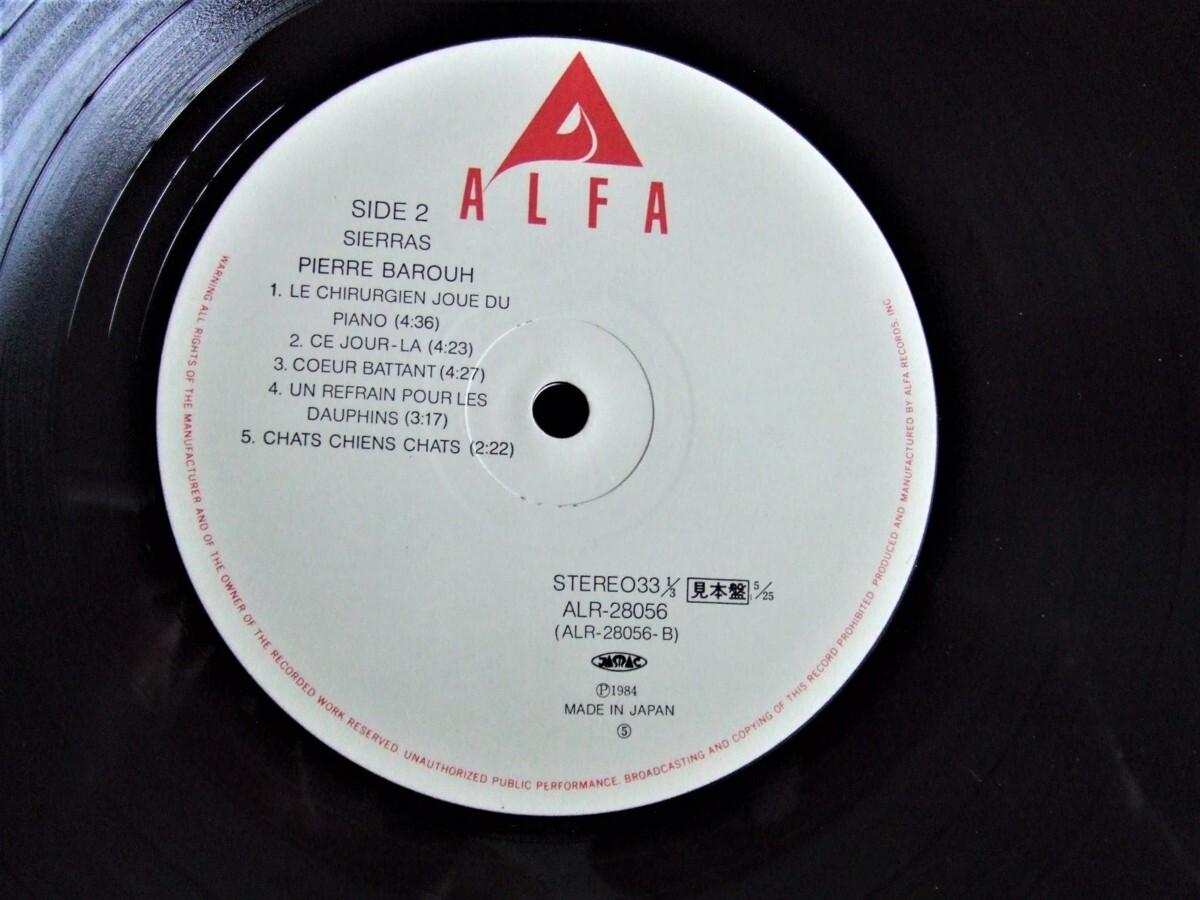 ALFA
SIDE 2
SIERRAS
PIERRE BAROUH
1. LE CHIRURGIEN JOUE DU
PIANO (4:36)
2. CE JOUR-LA (4:23)
3. COEUR BATTANT (4:27)
4. UN REFRAIN POUR LES
DAUPHINS (3:17)
5. CHATS CHIENS CHATS (2:22)
STEREO 33 1/3 見本盤 5/25
ALR-28056
(ALR-28056-B)
JASRAC
Ⓟ1984
MADE IN JAPAN
⑤
WARNING ALL RIGHTS OF THE MANUFACTURER AND OF THE OWNER OF THE RECORDED WORK RESERVED. UNAUTHORIZED PUBLIC PERFORMANCE. BROADCASTING AND COPYING OF THIS RECORD PROHIBITED PRODUCED AND MANUFACTURED BY ALFA RECORDS. INC